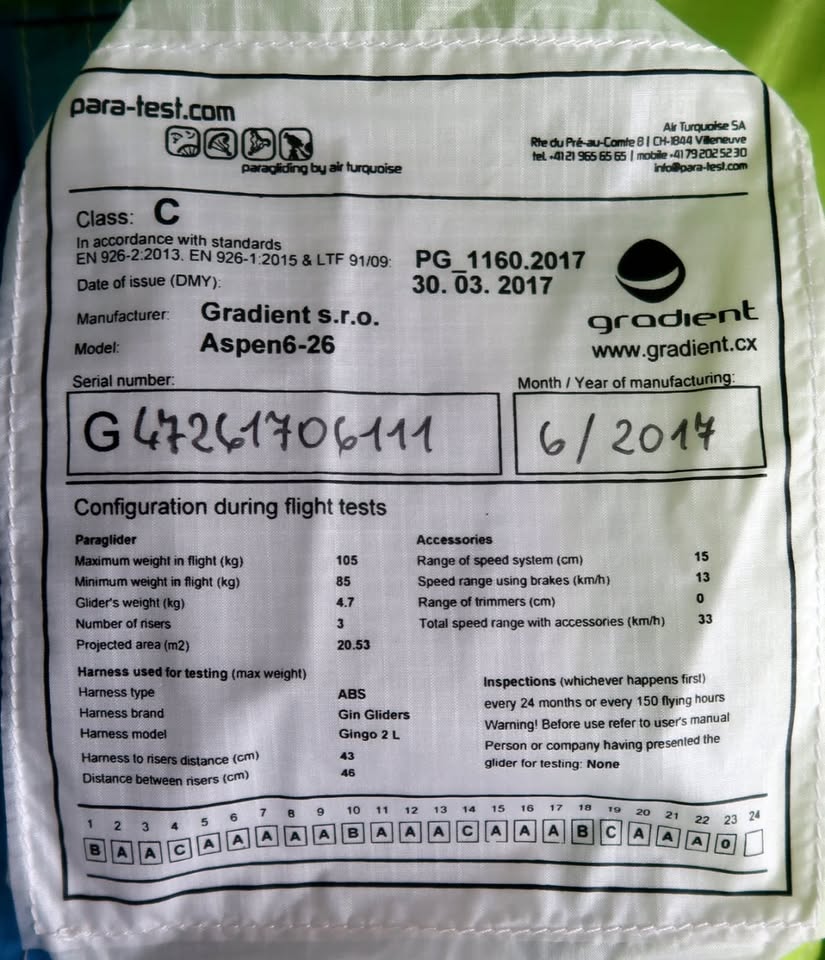 para-test.com
paragliding by air turquoise
Air Turquoise SA
Rte du Pré-au-Comte 8 | CH-1844 Villeneuve
tel. +41 21 965 65 65 | mobile +41 79 202 52 30
info@para-test.com
Class: C
In accordance with standards
EN 926-2:2013, EN 926-1:2015 & LTF 91/09: PG_1160.2017
Date of issue (DMY): 30. 03. 2017
Manufacturer: Gradient s.r.o.
Model: Aspen6-26
gradient
www.gradient.cx
Serial number:
G 47261706111
Month / Year of manufacturing:
6/2017
Configuration during flight tests
Paraglider
Maximum weight in flight (kg) 105
Minimum weight in flight (kg) 85
Glider's weight (kg) 4.7
Number of risers 3
Projected area (m2) 20.53
Accessories
Range of speed system (cm) 15
Speed range using brakes (km/h) 13
Range of trimmers (cm) 0
Total speed range with accessories (km/h) 33
Harness used for testing (max weight)
Harness type ABS
Harness brand Gin Gliders
Harness model Gingo 2 L
Harness to risers distance (cm) 43
Distance between risers (cm) 46
Inspections (whichever happens first)
every 24 months or every 150 flying hours
Warning! Before use refer to user's manual
Person or company having presented the
glider for testing: None
1 2 3 4 5 6 7 8 9 10 11 12 13 14 15 16 17 18 19 20 21 22 23 24
B A A C A A A A A B A A A C A A A B C A A A 0